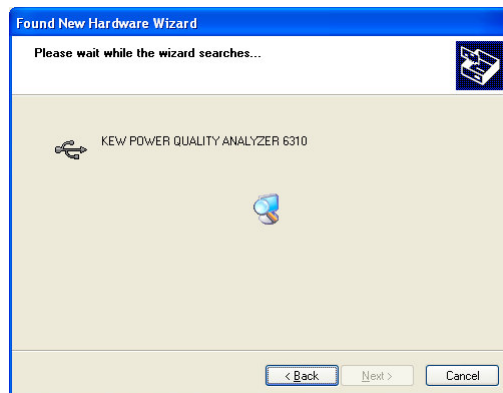 Found New Hardware Wizard
Please wait while the wizard searches...
KEW POWER QUALITY ANALYZER 6310
< Back
Next >
Cancel